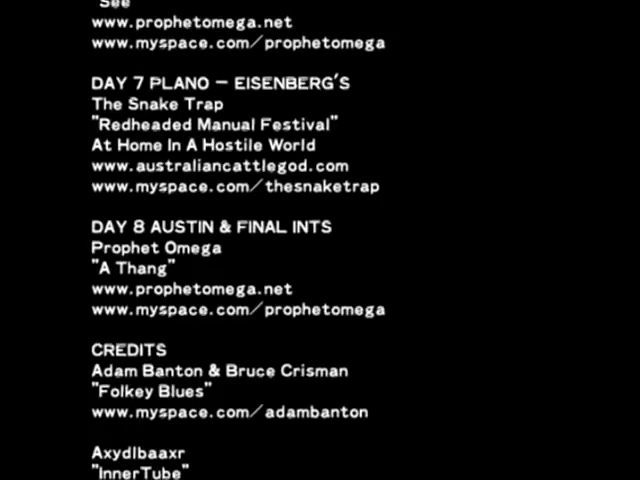 "See
www.prophetomega.net
www.myspace.com/prophetomega
DAY 7 PLANO – EISENBERG'S
The Snake Trap
"Redheaded Manual Festival"
At Home In A Hostile World
www.australiancattlegod.com
www.myspace.com/thesnaketrap
DAY 8 AUSTIN & FINAL INTS
Prophet Omega
"A Thang"
www.prophetomega.net
www.myspace.com/prophetomega
CREDITS
Adam Banton & Bruce Crisman
"Folkey Blues"
www.myspace.com/adambanton
Axydlbaaxr
"InnerTube"